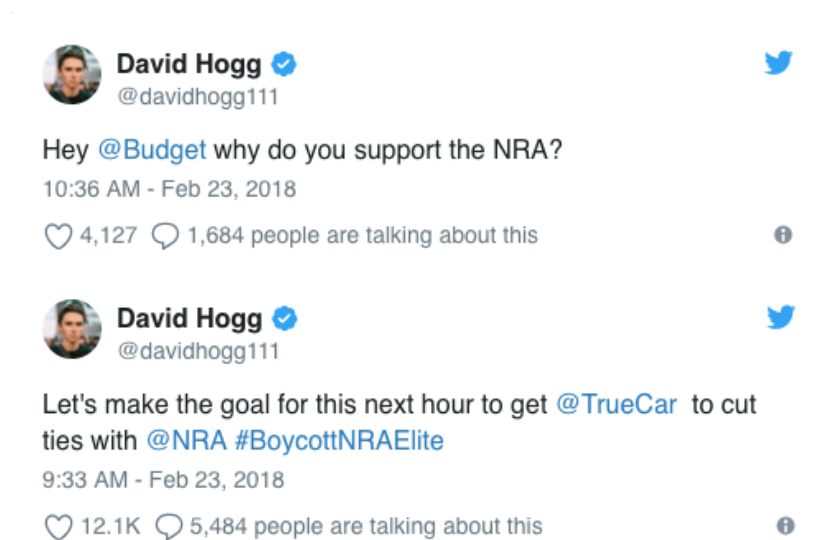 David Hogg
@davidhogg111
Hey @Budget why do you support the NRA?
10:36 AM - Feb 23, 2018
4,127 1,684 people are talking about this
David Hogg
@davidhogg111
Let's make the goal for this next hour to get @TrueCar to cut
ties with @NRA #BoycottNRAElite
9:33 AM - Feb 23, 2018
12.1K 5,484 people are talking about this